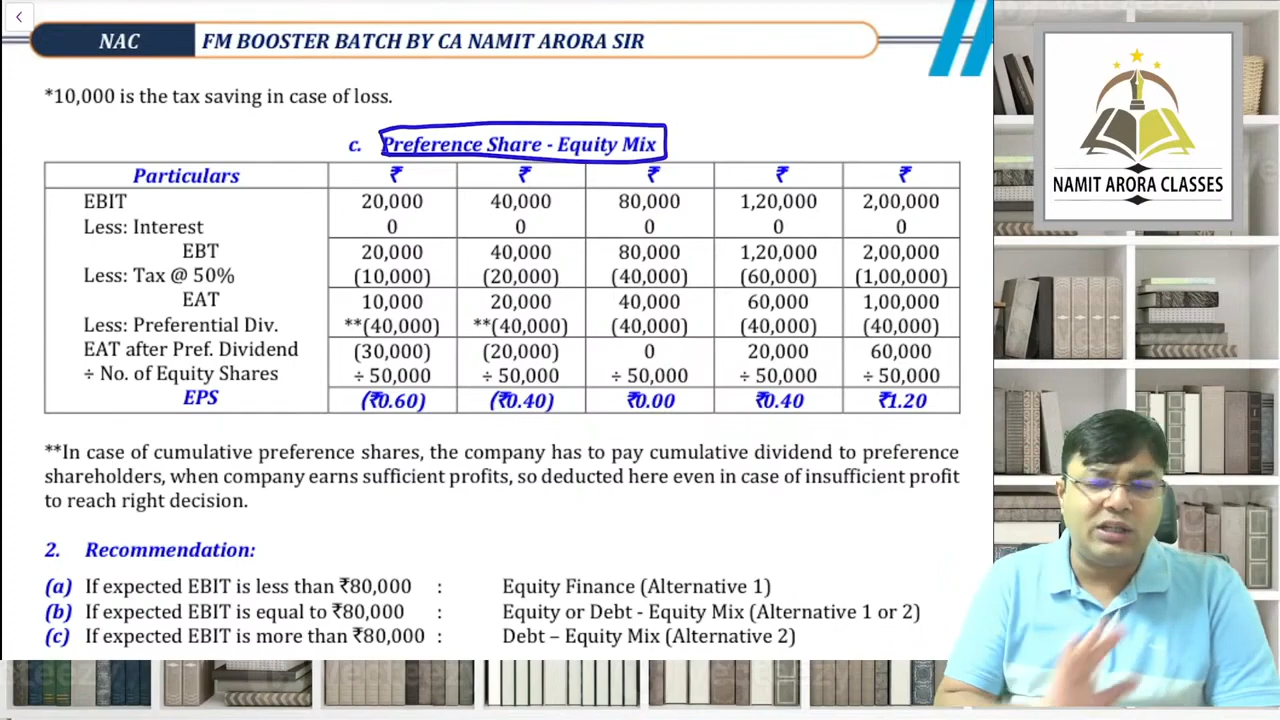 NAC FM BOOSTER BATCH BY CA NAMIT ARORA SIR
*10,000 is the tax saving in case of loss.
c. Preference Share - Equity Mix
Particulars ₹ ₹ ₹ ₹ ₹
EBIT 20,000 40,000 80,000 1,20,000 2,00,000
Less: Interest 0 0 0 0 0
EBT 20,000 40,000 80,000 1,20,000 2,00,000
Less: Tax @ 50% (10,000) (20,000) (40,000) (60,000) (1,00,000)
EAT 10,000 20,000 40,000 60,000 1,00,000
Less: Preferential Div. **(40,000) **(40,000) (40,000) (40,000) (40,000)
EAT after Pref. Dividend (30,000) (20,000) 0 20,000 60,000
÷ No. of Equity Shares ÷ 50,000 ÷ 50,000 ÷ 50,000 ÷ 50,000 ÷ 50,000
EPS (₹0.60) (₹0.40) ₹0.00 ₹0.40 ₹1.20
**In case of cumulative preference shares, the company has to pay cumulative dividend to preference
shareholders, when company earns sufficient profits, so deducted here even in case of insufficient profit
to reach right decision.
2. Recommendation:
(a) If expected EBIT is less than ₹80,000 : Equity Finance (Alternative 1)
(b) If expected EBIT is equal to ₹80,000 : Equity or Debt - Equity Mix (Alternative 1 or 2)
(c) If expected EBIT is more than ₹80,000 : Debt – Equity Mix (Alternative 2)
NAMIT ARORA CLASSES